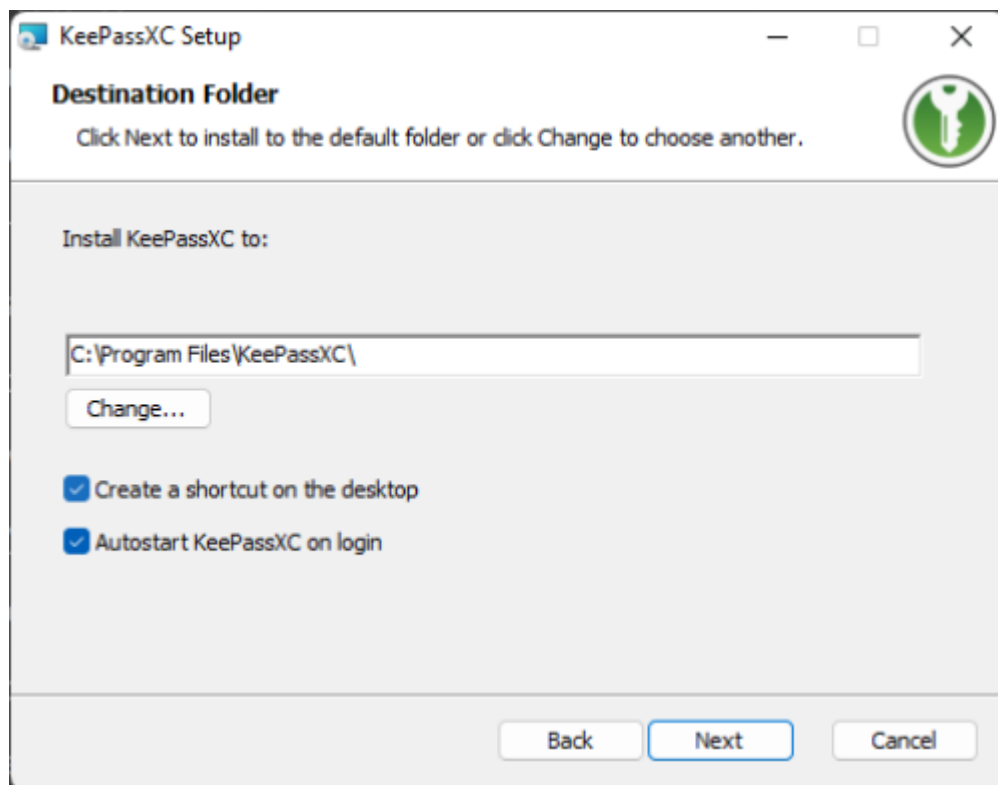 KeePassXC Setup
Destination Folder
Click Next to install to the default folder or click Change to choose another.
Install KeePassXC to:
C:\Program Files\KeePassXC\
Change...
Create a shortcut on the desktop
Autostart KeePassXC on login
Back Next Cancel